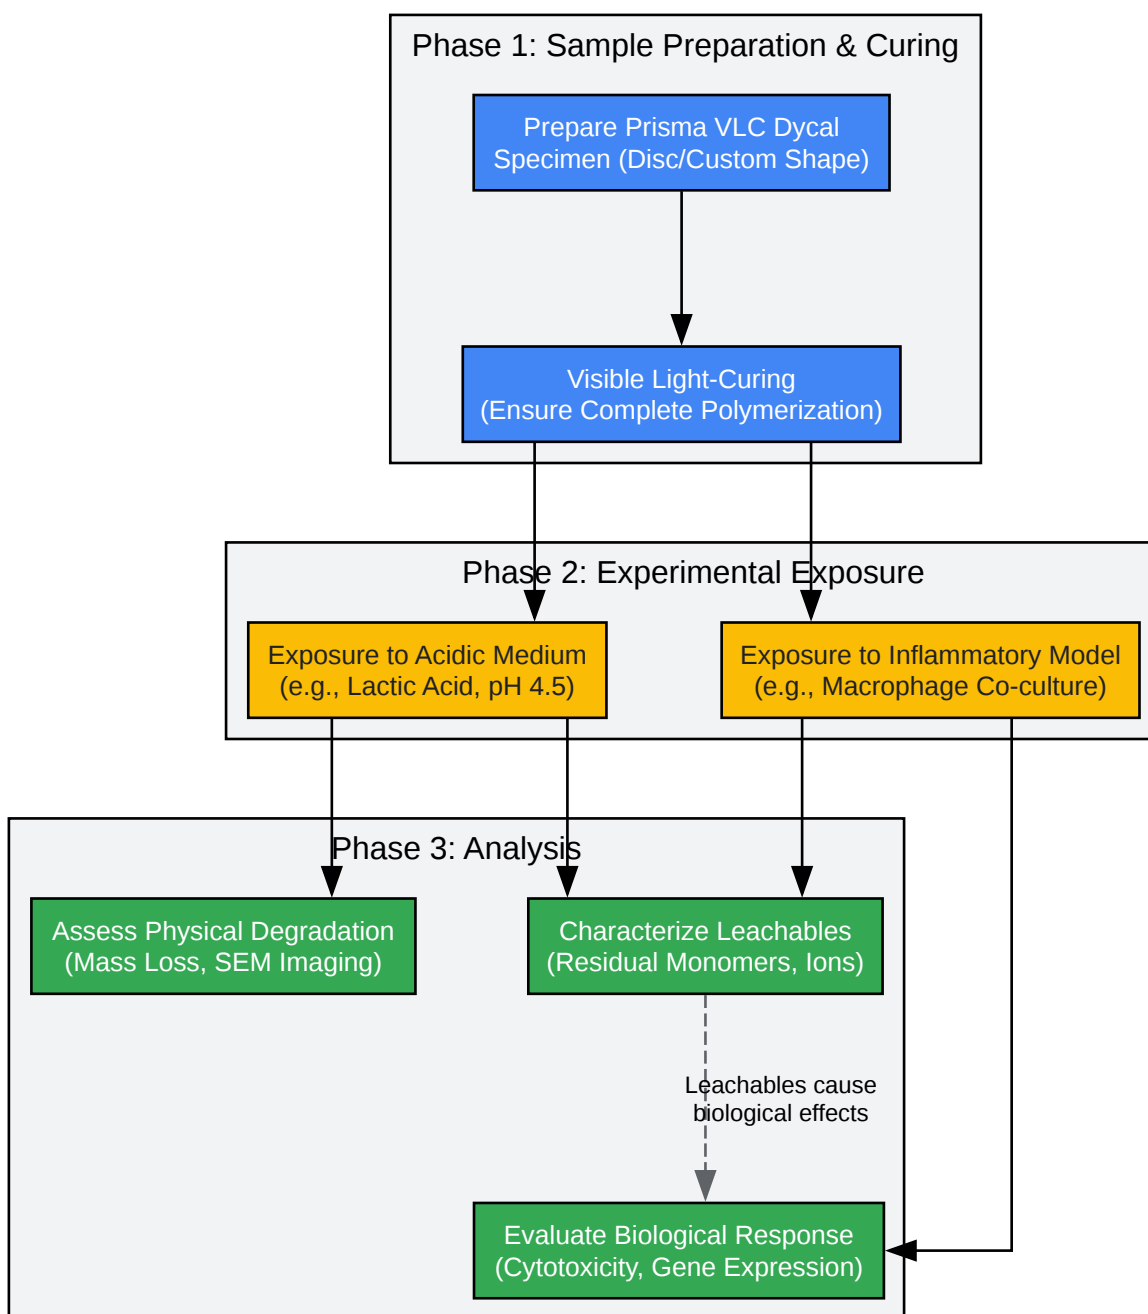 Phase 1: Sample Preparation & Curing
Prepare Prisma VLC Dycal
Specimen (Disc/Custom Shape)
Visible Light-Curing
(Ensure Complete Polymerization)
Phase 2: Experimental Exposure
Exposure to Acidic Medium
(e.g., Lactic Acid, pH 4.5)
Exposure to Inflammatory Model
(e.g., Macrophage Co-culture)
Phase 3: Analysis
Assess Physical Degradation
(Mass Loss, SEM Imaging)
Characterize Leachables
(Residual Monomers, Ions)
Leachables cause
biological effects
Evaluate Biological Response
(Cytotoxicity, Gene Expression)